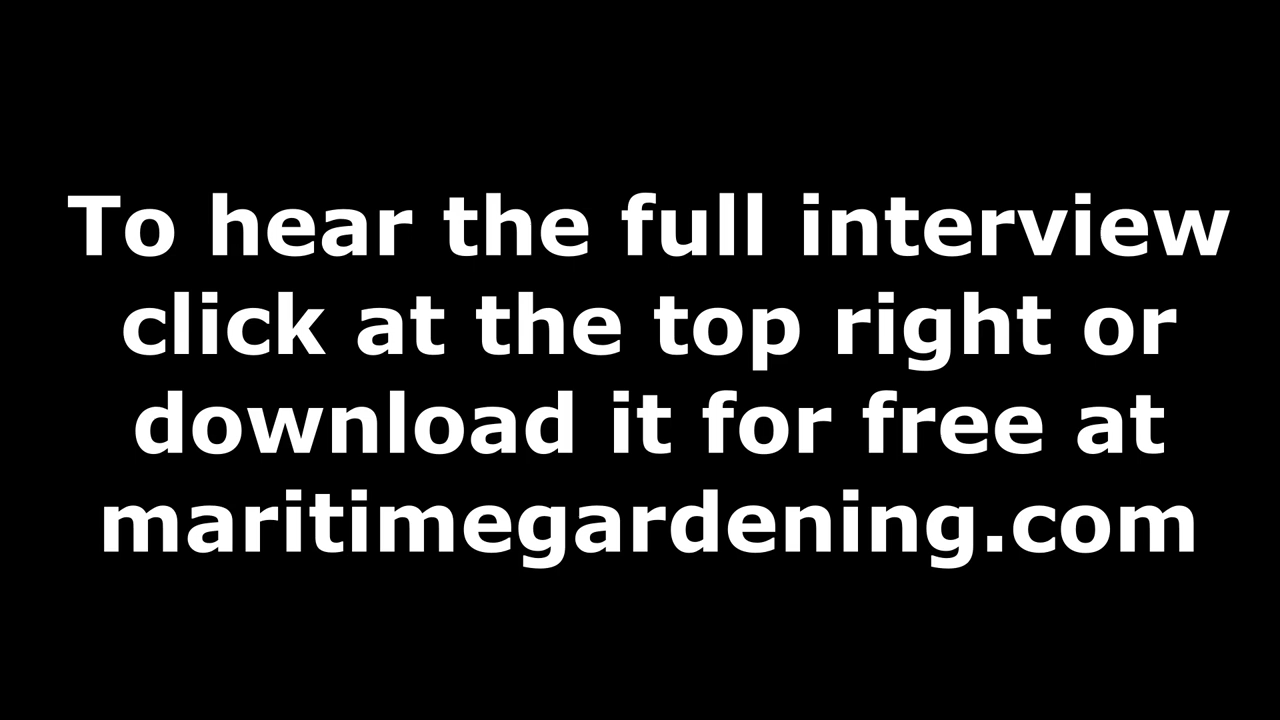 To hear the full interview
click at the top right or
download it for free at
maritimegardening.com